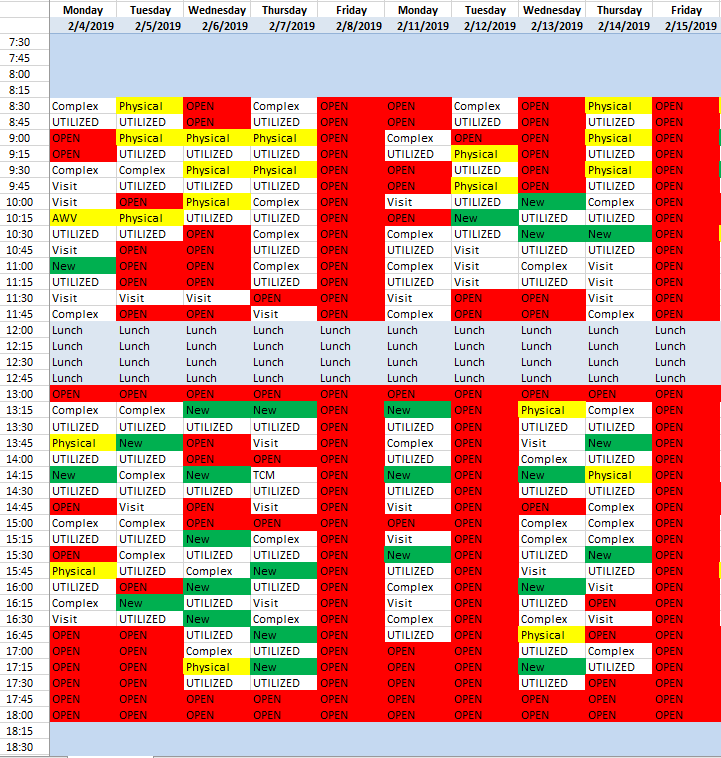 Monday Tuesday Wednesday Thursday Friday Monday Tuesday Wednesday Thursday Friday
2/4/2019 2/5/2019 2/6/2019 2/7/2019 2/8/2019 2/11/2019 2/12/2019 2/13/2019 2/14/2019 2/15/2019
7:30
7:45
8:00
8:15
8:30 Complex Physical OPEN Complex OPEN OPEN Complex OPEN Physical OPEN
8:45 UTILIZED UTILIZED OPEN UTILIZED OPEN OPEN UTILIZED OPEN UTILIZED OPEN
9:00 OPEN Physical Physical Physical OPEN Complex OPEN OPEN Physical OPEN
9:15 OPEN UTILIZED UTILIZED UTILIZED OPEN UTILIZED Physical OPEN UTILIZED OPEN
9:30 Complex Complex Physical Physical OPEN OPEN UTILIZED OPEN Physical OPEN
9:45 Visit UTILIZED UTILIZED UTILIZED OPEN OPEN Physical OPEN UTILIZED OPEN
10:00 Visit OPEN Physical Complex OPEN Visit UTILIZED New Complex OPEN
10:15 AWV Physical UTILIZED UTILIZED OPEN OPEN New UTILIZED UTILIZED OPEN
10:30 UTILIZED UTILIZED OPEN Complex OPEN Complex UTILIZED New New OPEN
10:45 Visit OPEN OPEN UTILIZED OPEN UTILIZED Visit UTILIZED UTILIZED OPEN
11:00 New OPEN OPEN Complex OPEN Complex Visit Complex Visit OPEN
11:15 UTILIZED OPEN OPEN UTILIZED OPEN UTILIZED Visit UTILIZED Visit OPEN
11:30 Visit Visit Visit OPEN OPEN Visit OPEN OPEN Visit OPEN
11:45 Complex OPEN OPEN Visit OPEN Complex OPEN OPEN Complex OPEN
12:00 Lunch Lunch Lunch Lunch Lunch Lunch Lunch Lunch Lunch Lunch
12:15 Lunch Lunch Lunch Lunch Lunch Lunch Lunch Lunch Lunch Lunch
12:30 Lunch Lunch Lunch Lunch Lunch Lunch Lunch Lunch Lunch Lunch
12:45 Lunch Lunch Lunch Lunch Lunch Lunch Lunch Lunch Lunch Lunch
13:00 OPEN OPEN OPEN OPEN OPEN OPEN OPEN OPEN OPEN OPEN
13:15 Complex Complex New New OPEN New OPEN Physical Complex OPEN
13:30 UTILIZED UTILIZED UTILIZED UTILIZED OPEN UTILIZED OPEN UTILIZED UTILIZED OPEN
13:45 Physical New OPEN Visit OPEN Complex OPEN Visit New OPEN
14:00 UTILIZED UTILIZED OPEN OPEN OPEN UTILIZED OPEN Complex UTILIZED OPEN
14:15 New Complex New TCM OPEN New OPEN New Physical OPEN
14:30 UTILIZED UTILIZED UTILIZED UTILIZED OPEN UTILIZED OPEN UTILIZED UTILIZED OPEN
14:45 OPEN Visit OPEN Visit OPEN Visit OPEN OPEN Complex OPEN
15:00 Complex Complex OPEN OPEN OPEN OPEN OPEN Complex Complex OPEN
15:15 UTILIZED UTILIZED New Complex OPEN Visit OPEN Complex Complex OPEN
15:30 OPEN Complex UTILIZED UTILIZED OPEN New OPEN UTILIZED New OPEN
15:45 Physical UTILIZED Complex New OPEN UTILIZED OPEN Visit UTILIZED OPEN
16:00 UTILIZED OPEN New UTILIZED OPEN Complex OPEN New Visit OPEN
16:15 Complex New UTILIZED Visit OPEN Visit OPEN UTILIZED OPEN OPEN
16:30 Visit UTILIZED New Complex OPEN Complex OPEN Complex Visit OPEN
16:45 OPEN OPEN UTILIZED New OPEN UTILIZED OPEN Physical OPEN OPEN
17:00 OPEN OPEN Complex UTILIZED OPEN OPEN OPEN UTILIZED Complex OPEN
17:15 OPEN OPEN Physical New OPEN OPEN OPEN New UTILIZED OPEN
17:30 OPEN OPEN UTILIZED UTILIZED OPEN OPEN OPEN UTILIZED OPEN OPEN
17:45 OPEN OPEN OPEN OPEN OPEN OPEN OPEN OPEN OPEN OPEN
18:00 OPEN OPEN OPEN OPEN OPEN OPEN OPEN OPEN OPEN OPEN
18:15
18:30